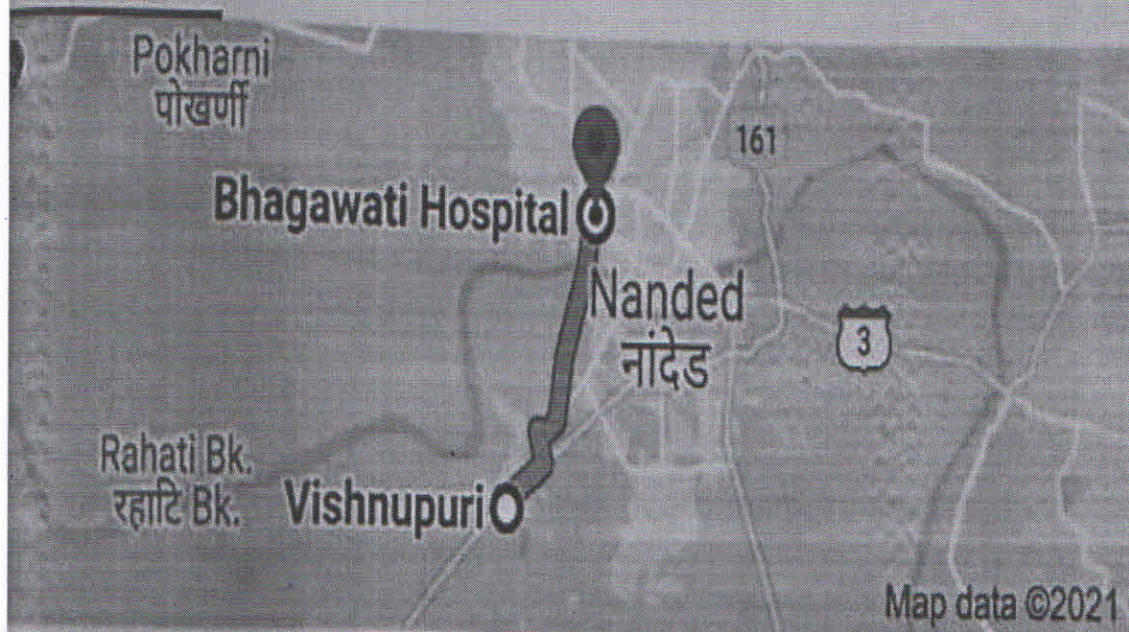 Pokharni
पोखर्णी
161
Bhagawati Hospital
Nanded
नांदेड
3
Rahati Bk.
रहाटि Bk.
Vishnupuri
Map data ©2021